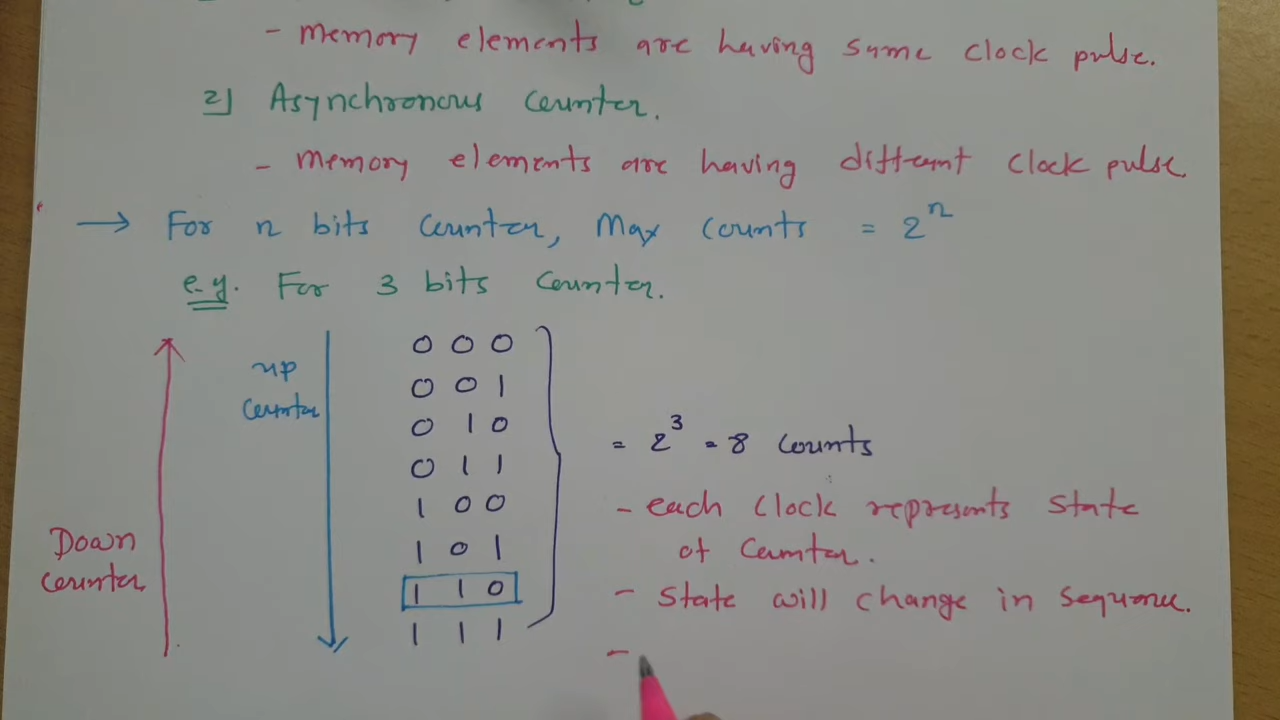 - memory elements are having same clock pulse.
2) Asynchronous counter.
- memory elements are having different clock pulse.
→ For n bits counter, Max counts = 2^n
e.g. For 3 bits counter.
0 0 0
up counter
0 0 1
0 1 0
0 1 1
= 2^3 = 8 counts
1 0 0
- each clock represents state
of counter.
Down counter
1 0 1
1 1 0
- state will change in sequence.
1 1 1
-